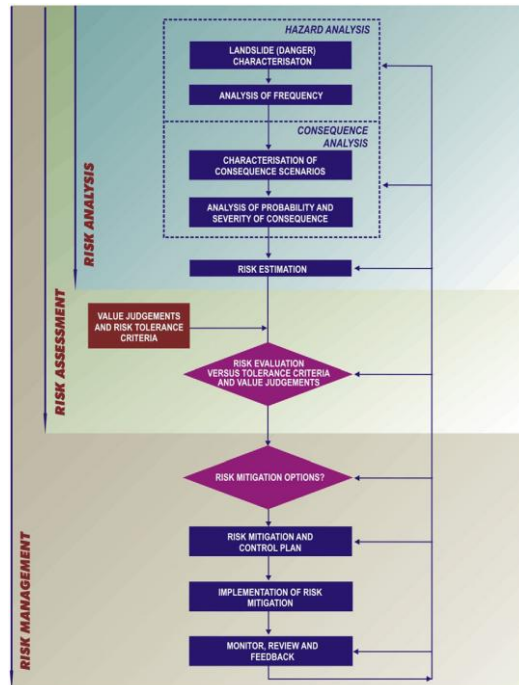 HAZARD ANALYSIS
LANDSLIDE (DANGER)
CHARACTERISATON
ANALYSIS OF FREQUENCY
CONSEQUENCE
ANALYSIS
CHARACTERISATION OF
CONSEQUENCE SCENARIOS
ANALYSIS OF PROBABILITY AND
SEVERITY OF CONSEQUENCE
RISK ESTIMATION
RISK ANALYSIS
VALUE JUDGEMENTS
AND RISK TOLERANCE
CRITERIA
RISK EVALUATION
VERSUS TOLERANCE CRITERIA
AND VALUE JUDGEMENTS
RISK ASSESSMENT
RISK MITIGATION OPTIONS?
RISK MITIGATION AND
CONTROL PLAN
IMPLEMENTATION OF RISK
MITIGATION
MONITOR, REVIEW AND
FEEDBACK
RISK MANAGEMENT